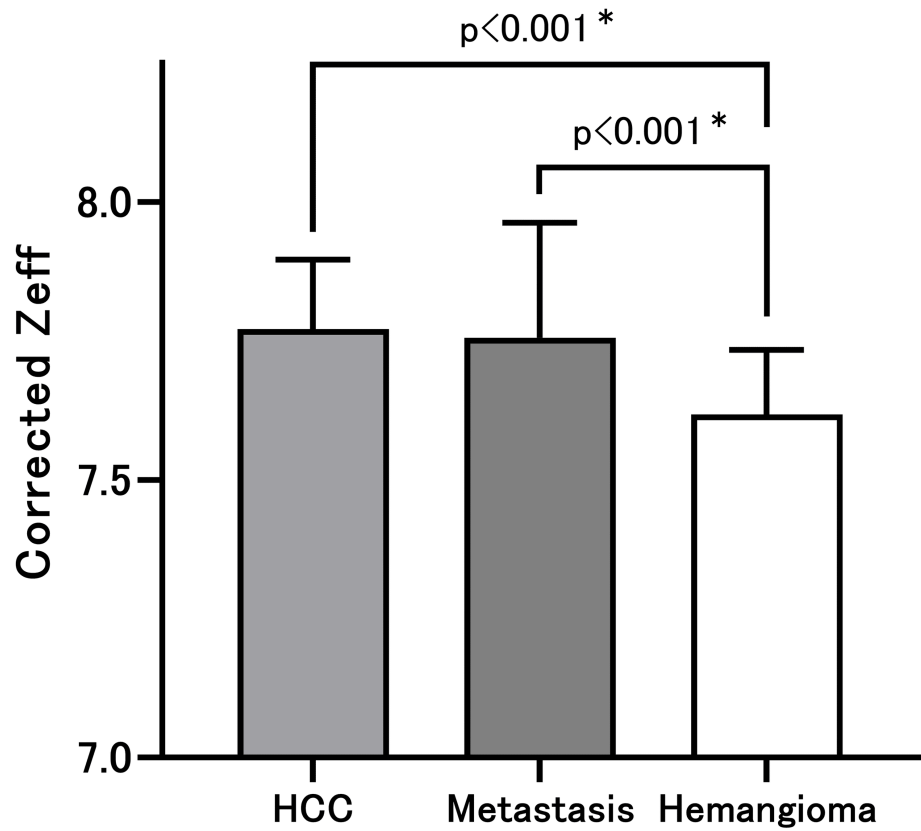 p<0.001*
p<0.001*
8.0
7.5
7.0
Corrected Zeff
HCC
Metastasis
Hemangioma